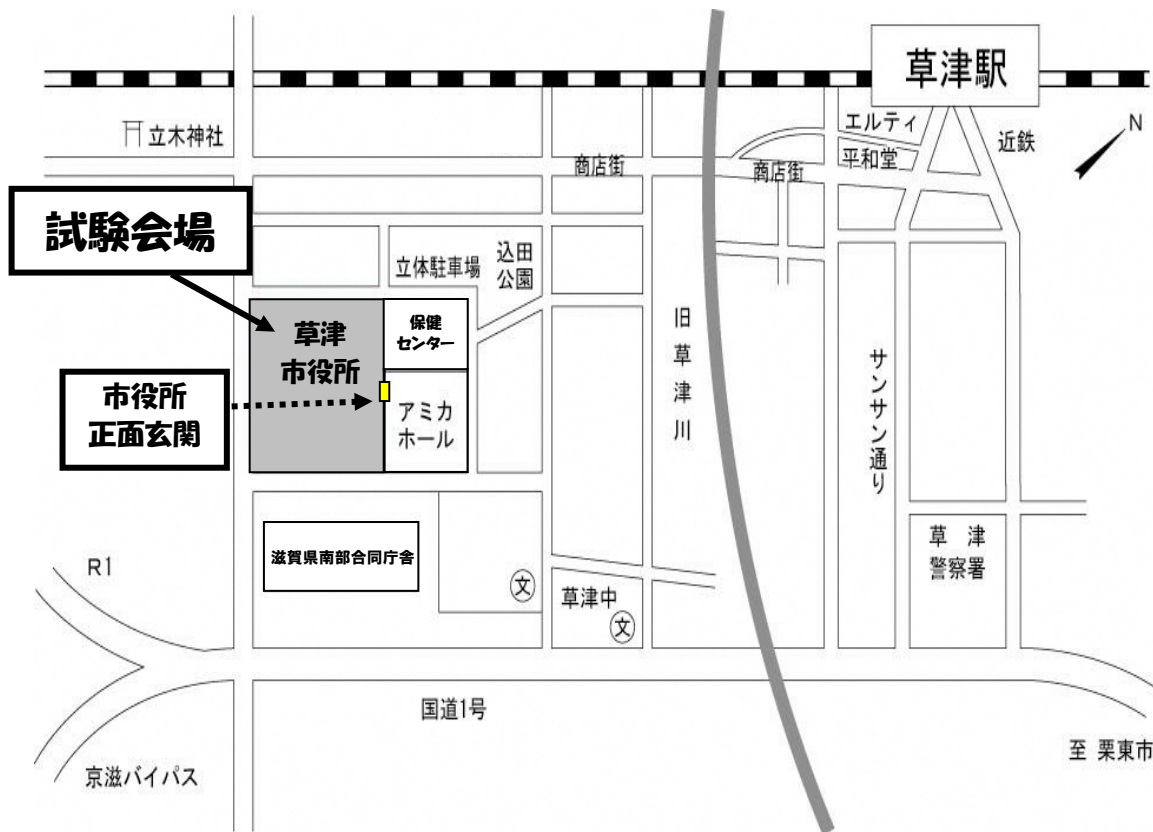 草津駅
エルティ
近鉄
N
立木神社
平和堂
商店街
商店街
試験会場
立体駐車場
込田
公園
草津
市役所
保健
センター
旧草津川
サンサン通り
市役所
正面玄関
アミカ
ホール
滋賀県南部合同庁舎
草 津
警察署
R1
文
草津中
文
国道1号
至 栗東市
京滋バイパス